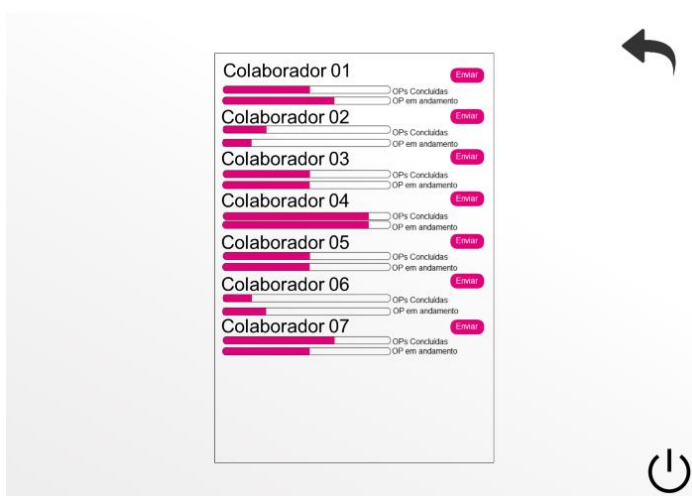 Colaborador 01
Enviar
OPs Concluídas
OP em andamento
Colaborador 02
Enviar
OPs Concluídas
OP em andamento
Colaborador 03
Enviar
OPs Concluídas
OP em andamento
Colaborador 04
Enviar
OPs Concluídas
OP em andamento
Colaborador 05
Enviar
OPs Concluídas
OP em andamento
Colaborador 06
Enviar
OPs Concluídas
OP em andamento
Colaborador 07
Enviar
OPs Concluídas
OP em andamento